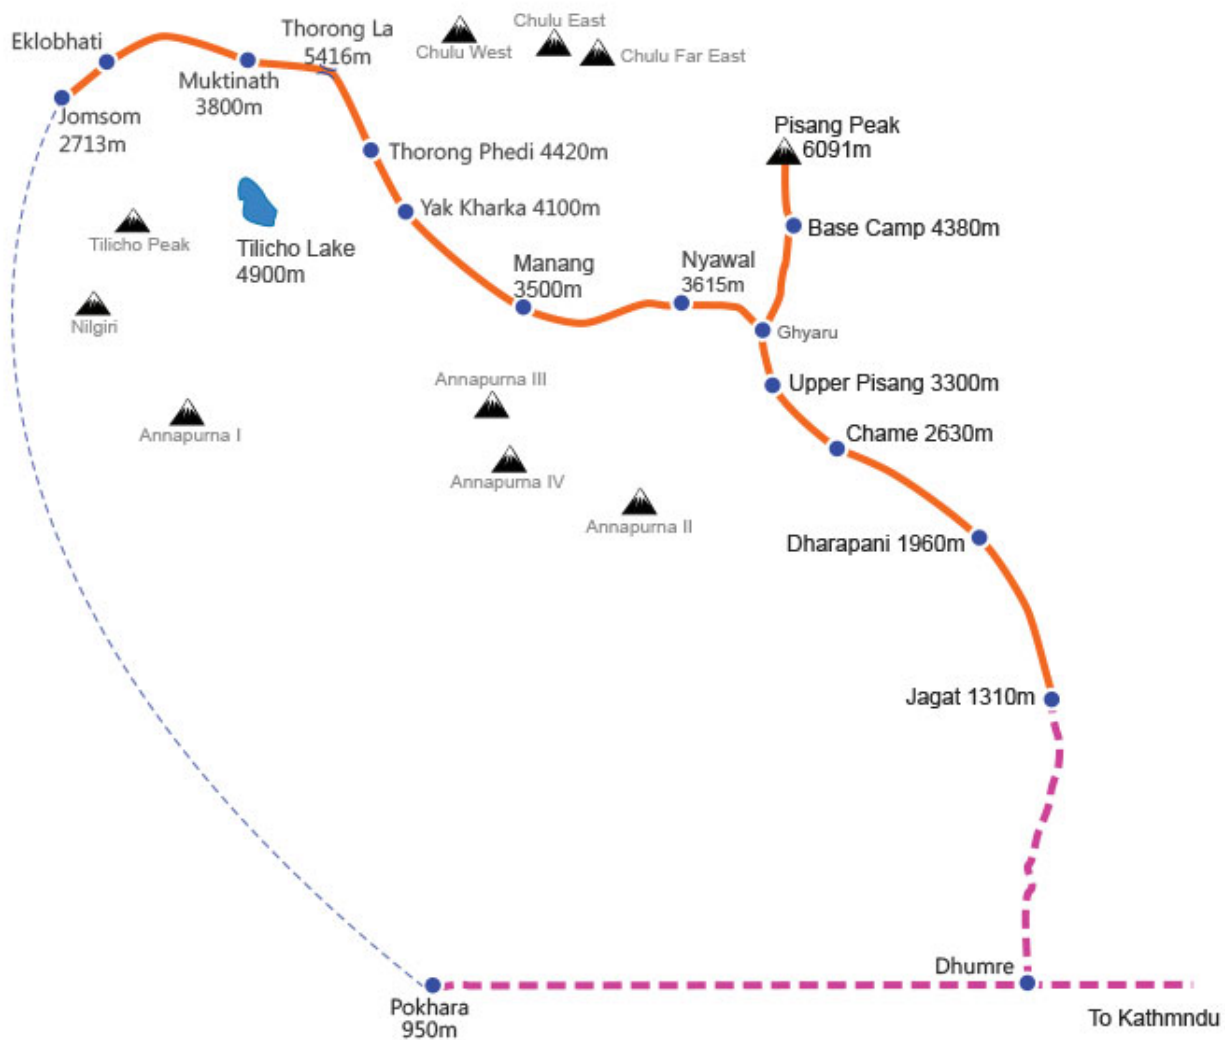 Thorong La
5416m
Chulu East
Chulu West
Chulu Far East
Eklobhati
Muktinath
3800m
Jomsom
2713m
Pisang Peak
6091m
Thorong Phedi 4420m
Yak Kharka 4100m
Base Camp 4380m
Tilicho Peak
Tilicho Lake
4900m
Manang
3500m
Nyawal
3615m
Nilgiri
Ghyaru
Annapurna III
Upper Pisang 3300m
Annapurna I
Chame 2630m
Annapurna IV
Annapurna II
Dharapani 1960m
Jagat 1310m
Dhumre
Pokhara
950m
To Kathmndu